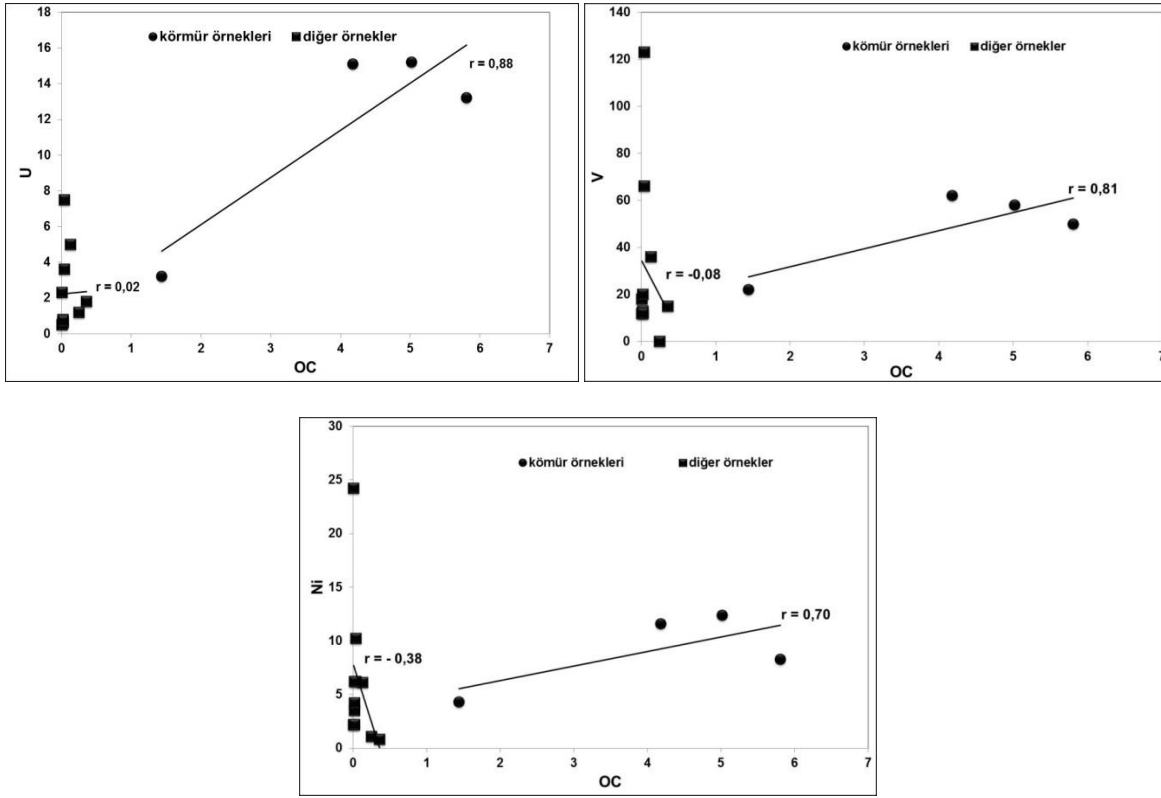 körmür örnekleri diğer örnekler
18
16
14
12
10
8
6
4
2
0
U
r = 0,88
r = 0,02
0 1 2 3 4 5 6 7
OC
140
120
100
80
60
40
20
0
V
kömür örnekleri diğer örnekler
r = 0,81
r = -0,08
0 1 2 3 4 5 6 7
OC
30
25
20
15
10
5
0
Ni
kömür örnekleri diğer örnekler
r = 0,70
r = - 0,38
0 1 2 3 4 5 6 7
OC